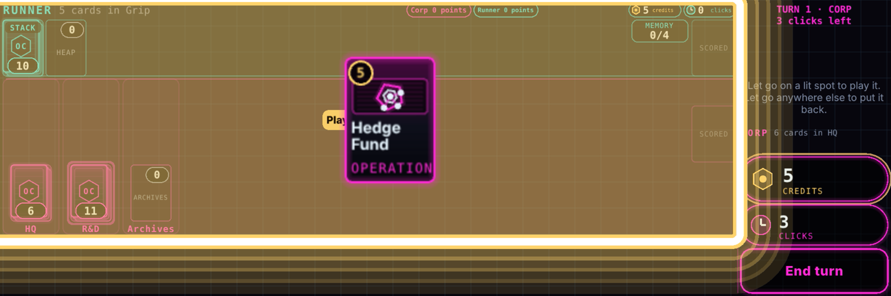 RUNNER 5 cards in Grip
Corp 0 points
Runner 0 points
5 credits
0 clicks
TURN 1 · CORP
3 clicks left
STACK
OC
10
0
HEAP
MEMORY
0/4
SCORED
5
Hedge
Fund
OPERATION
Play
Let go on a lit spot to play it.
Let go anywhere else to put it
back.
SCORED
CORP 6 cards in HQ
OC
6
HQ
OC
11
R&D
0
ARCHIVES
Archives
5
CREDITS
3
CLICKS
End turn